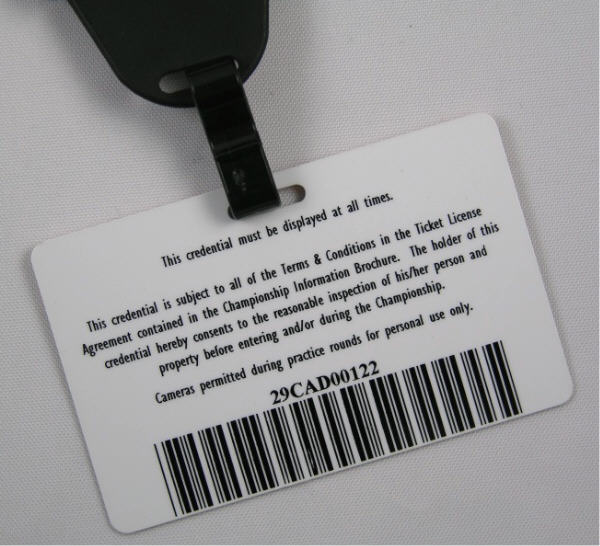 This credential must be displayed at all times.
This credential is subject to all of the Terms & Conditions in the Ticket License
Agreement contained in the Championship Information Brochure. The holder of this
credential hereby consents to the reasonable inspection of his/her person and
property before entering and/or during the Championship.
Cameras permitted during practice rounds for personal use only.
29CAD00122